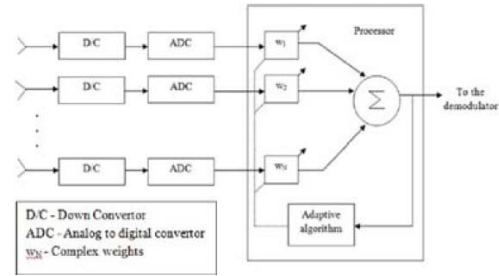 Processor
D/C
ADC
w1
D/C
ADC
w2
Σ
To the
demodulator
D/C
ADC
wN
Adaptive
algorithm
D/C - Down Convertor
ADC - Analog to digital convertor
wN - Complex weights